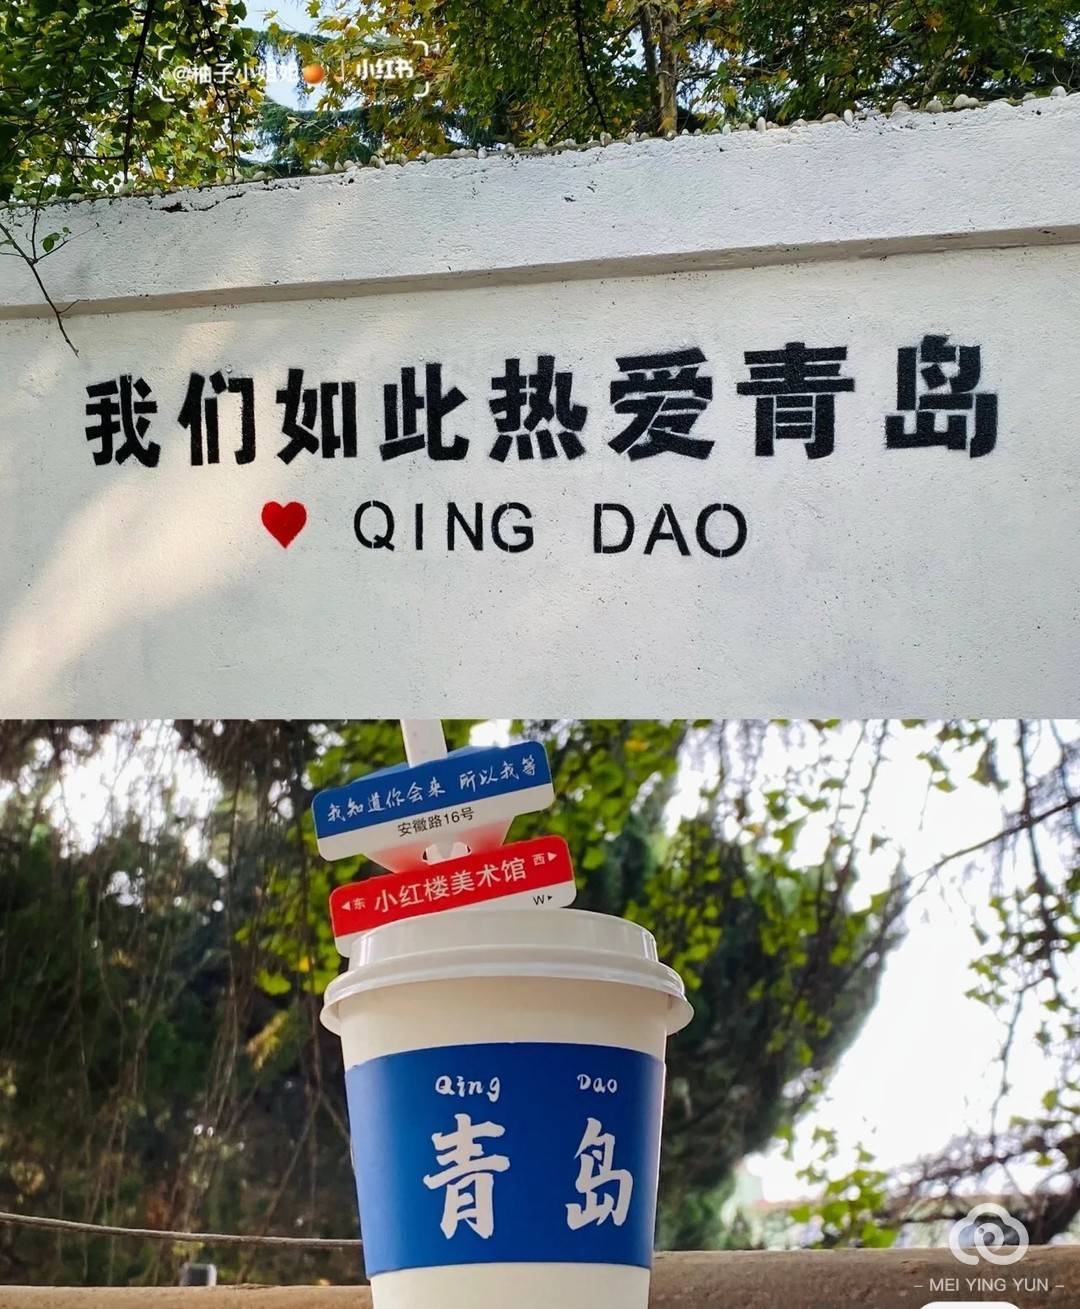 @柚子小姐姐🍊 | 小红书
我们如此热爱青岛
❤ QING DAO
我知道你会来 所以我等
安徽路16号
◀东 小红楼美术馆 西▶
W▸
Qing Dao
青岛
– MEI YING YUN –